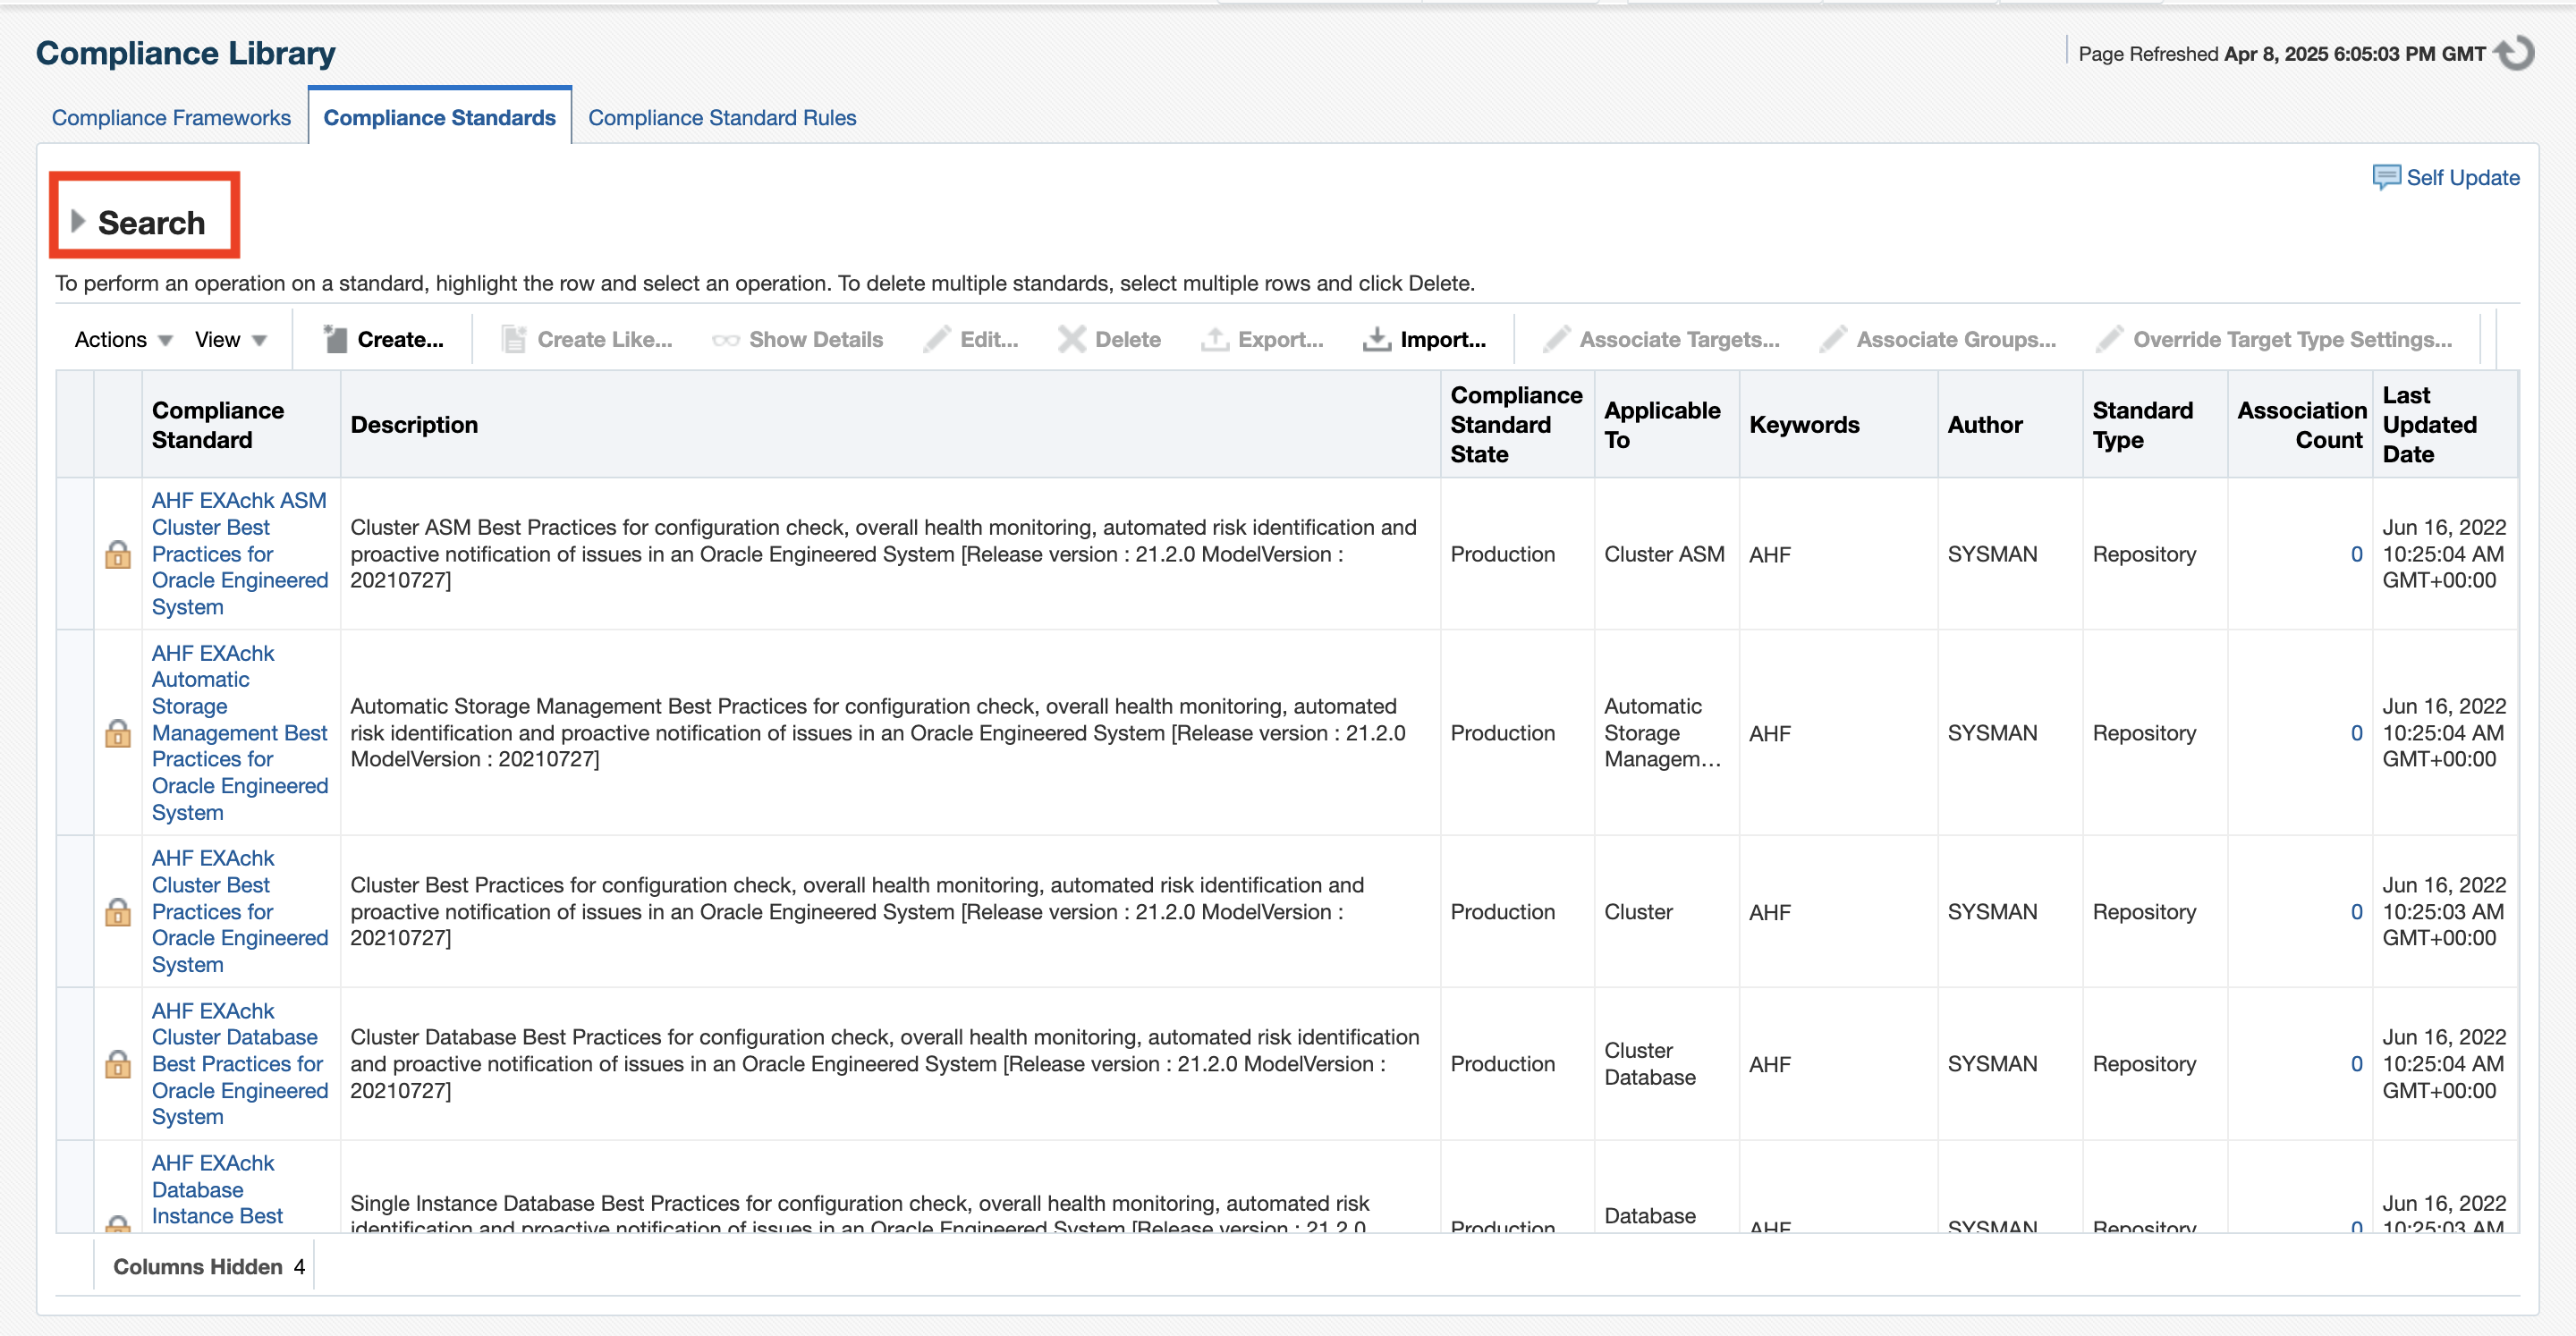 Compliance Library
Page Refreshed Apr 8, 2025 6:05:03 PM GMT
Compliance Frameworks
Compliance Standards
Compliance Standard Rules
Self Update
Search
To perform an operation on a standard, highlight the row and select an operation. To delete multiple standards, select multiple rows and click Delete.
Actions
View
Create...
Create Like...
Show Details
Edit...
Delete
Export...
Import...
Associate Targets...
Associate Groups...
Override Target Type Settings...
Compliance
Standard
Description
Compliance
Standard
State
Applicable
To
Keywords
Author
Standard
Type
Association
Count
Last
Updated
Date
AHF EXAchk ASM
Cluster Best
Practices for
Oracle Engineered
System
Cluster ASM Best Practices for configuration check, overall health monitoring, automated risk identification and
proactive notification of issues in an Oracle Engineered System [Release version : 21.2.0 ModelVersion :
20210727]
Production
Cluster ASM
AHF
SYSMAN
Repository
0
Jun 16, 2022
10:25:04 AM
GMT+00:00
AHF EXAchk
Automatic
Storage
Management Best
Practices for
Oracle Engineered
System
Automatic Storage Management Best Practices for configuration check, overall health monitoring, automated
risk identification and proactive notification of issues in an Oracle Engineered System [Release version : 21.2.0
ModelVersion : 20210727]
Production
Automatic
Storage
Managem...
AHF
SYSMAN
Repository
0
Jun 16, 2022
10:25:04 AM
GMT+00:00
AHF EXAchk
Cluster Best
Practices for
Oracle Engineered
System
Cluster Best Practices for configuration check, overall health monitoring, automated risk identification and
proactive notification of issues in an Oracle Engineered System [Release version : 21.2.0 ModelVersion :
20210727]
Production
Cluster
AHF
SYSMAN
Repository
0
Jun 16, 2022
10:25:03 AM
GMT+00:00
AHF EXAchk
Cluster Database
Best Practices for
Oracle Engineered
System
Cluster Database Best Practices for configuration check, overall health monitoring, automated risk identification
and proactive notification of issues in an Oracle Engineered System [Release version : 21.2.0 ModelVersion :
20210727]
Production
Cluster
Database
AHF
SYSMAN
Repository
0
Jun 16, 2022
10:25:04 AM
GMT+00:00
AHF EXAchk
Database
Instance Best
Single Instance Database Best Practices for configuration check, overall health monitoring, automated risk
identification and proactive notification of issues in an Oracle Engineered System [Release version : 21.2.0
Production
Database
AHF
SYSMAN
Repository
0
Jun 16, 2022
10:25:03 AM
Columns Hidden 4